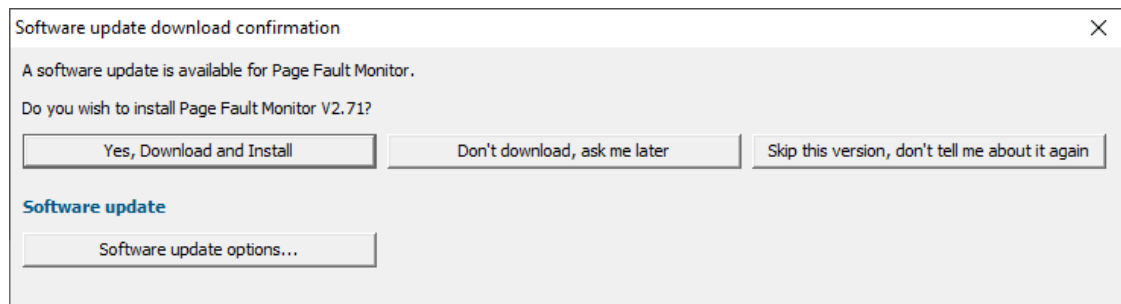 Software update download confirmation
A software update is available for Page Fault Monitor.
Do you wish to install Page Fault Monitor V2.71?
Yes, Download and Install
Don't download, ask me later
Skip this version, don't tell me about it again
Software update
Software update options...